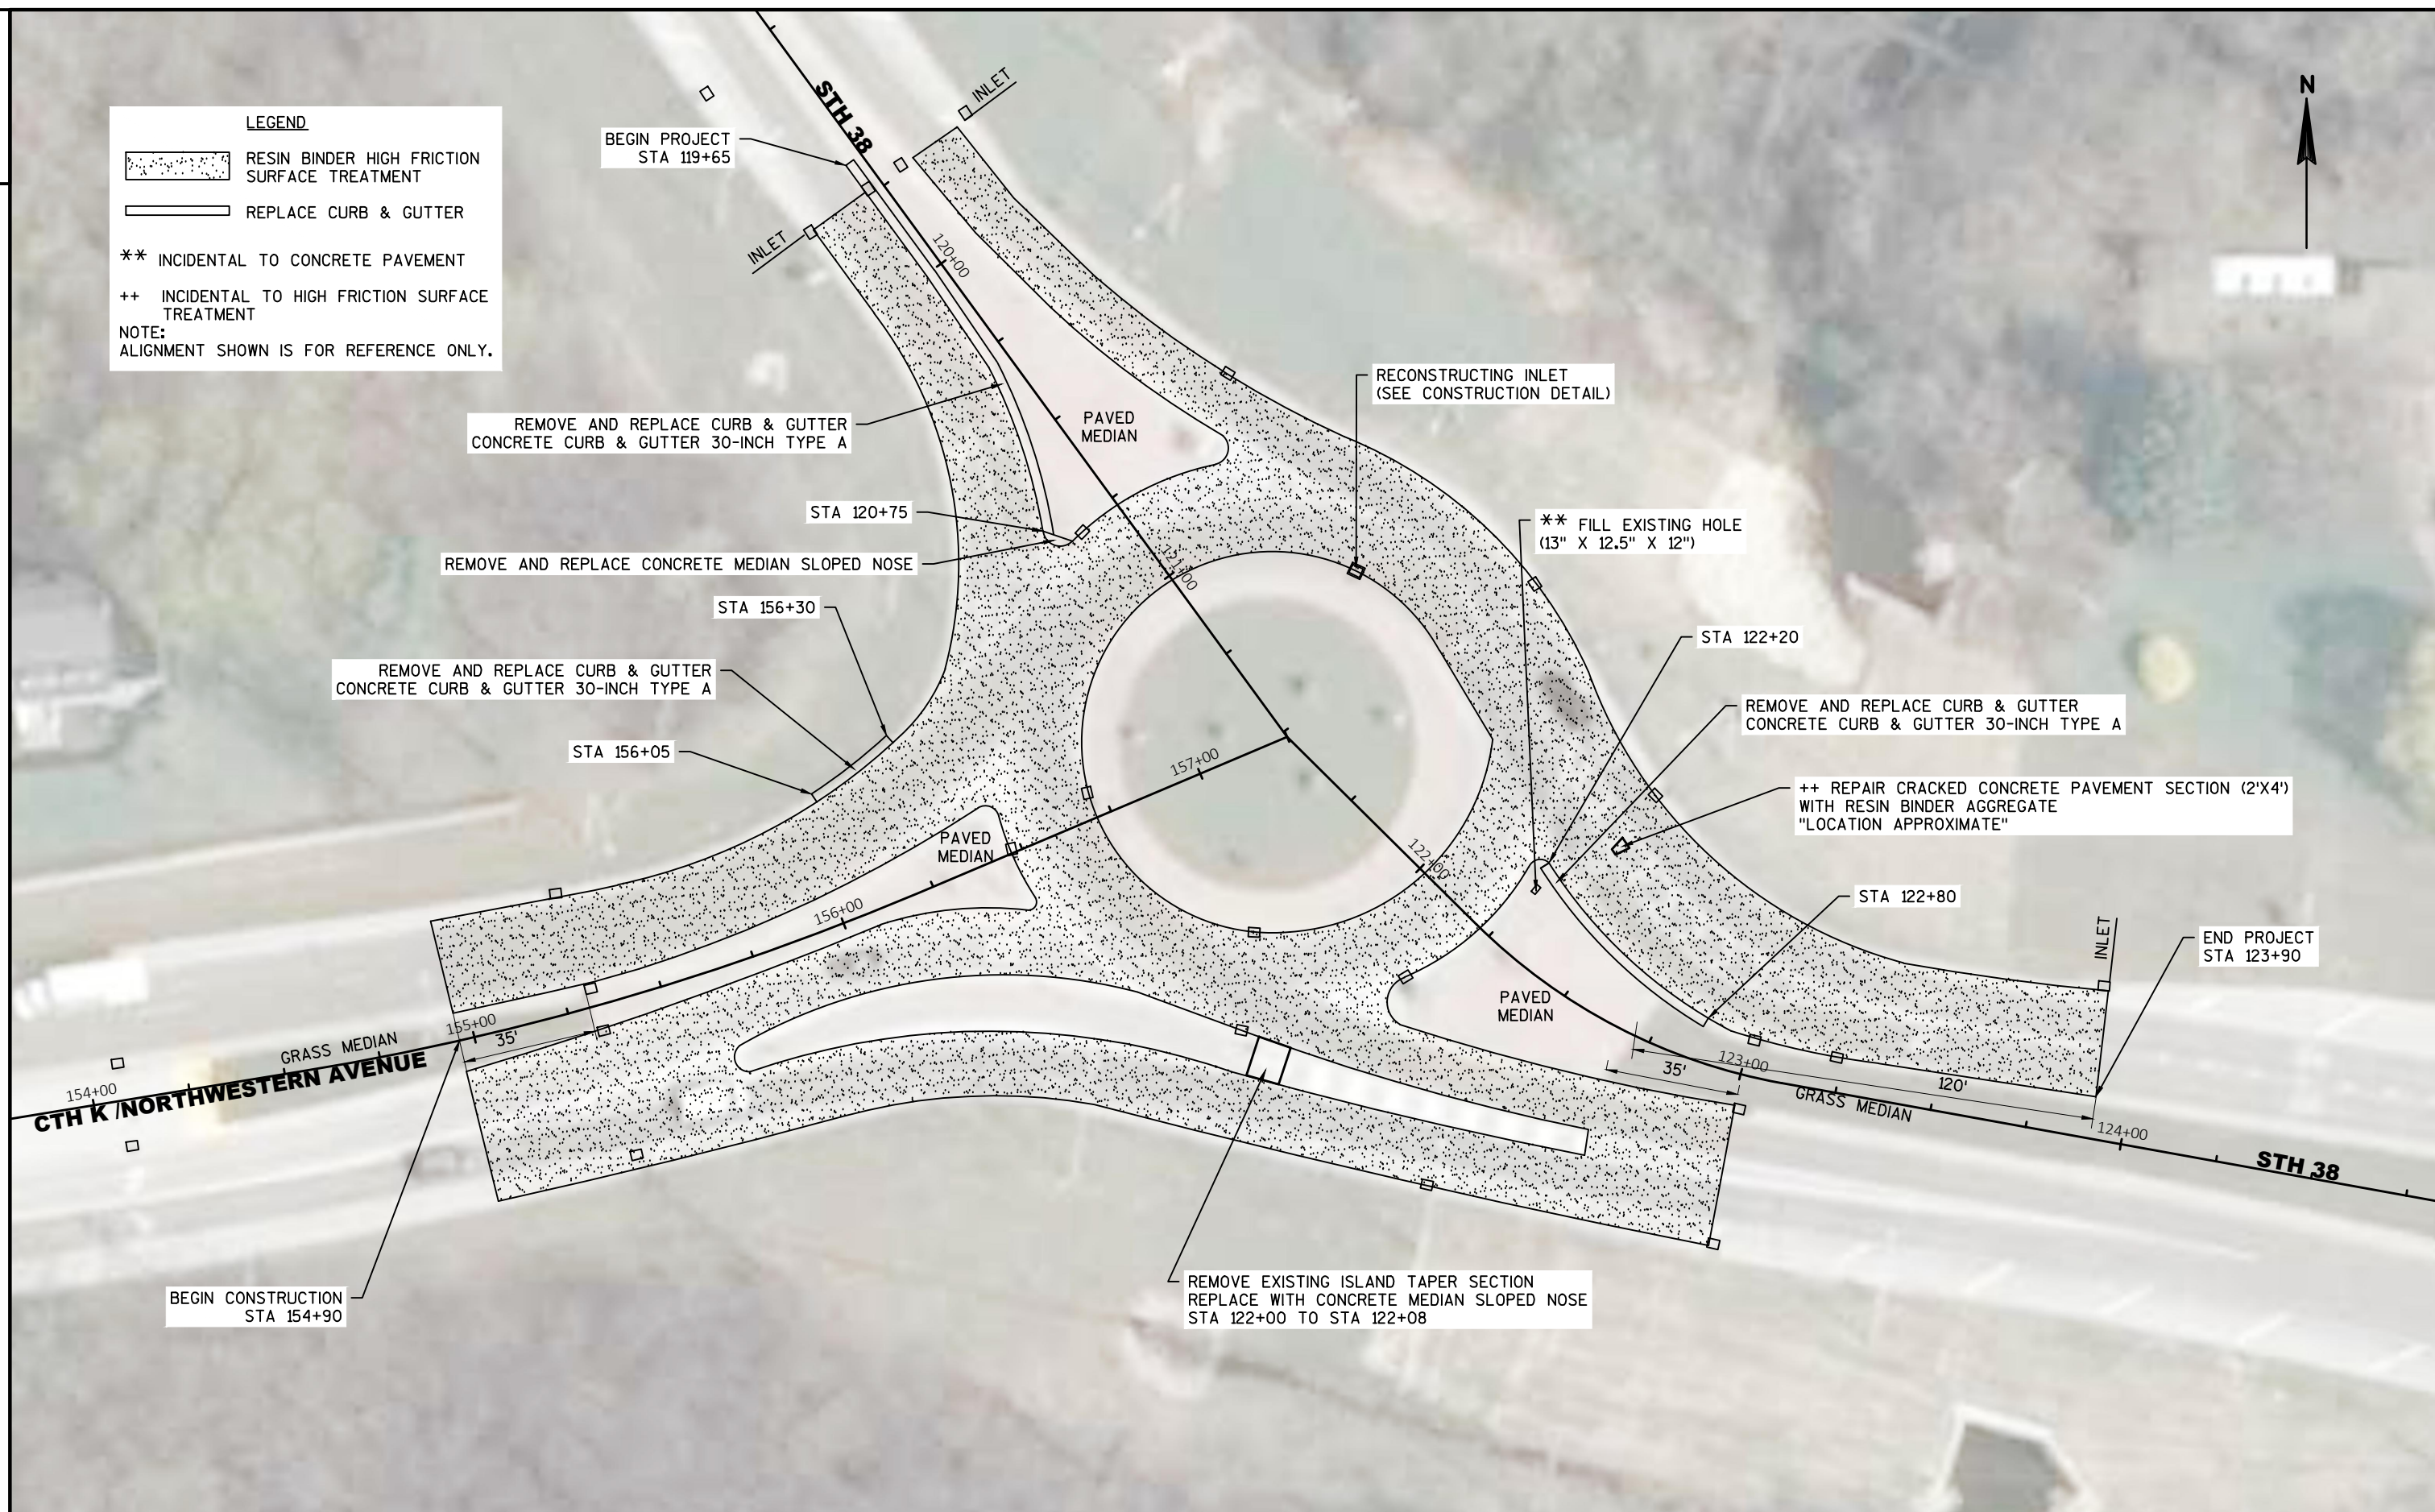 LEGEND
RESIN BINDER HIGH FRICTION
SURFACE TREATMENT
REPLACE CURB & GUTTER
** INCIDENTAL TO CONCRETE PAVEMENT
++ INCIDENTAL TO HIGH FRICTION SURFACE
TREATMENT
NOTE:
ALIGNMENT SHOWN IS FOR REFERENCE ONLY.
N
STH 38
INLET
BEGIN PROJECT
STA 119+65
INLET
120+00
RECONSTRUCTING INLET
(SEE CONSTRUCTION DETAIL)
REMOVE AND REPLACE CURB & GUTTER
CONCRETE CURB & GUTTER 30-INCH TYPE A
PAVED
MEDIAN
STA 120+75
** FILL EXISTING HOLE
(13" X 12.5" X 12")
REMOVE AND REPLACE CONCRETE MEDIAN SLOPED NOSE
121+00
STA 156+30
STA 122+20
REMOVE AND REPLACE CURB & GUTTER
CONCRETE CURB & GUTTER 30-INCH TYPE A
REMOVE AND REPLACE CURB & GUTTER
CONCRETE CURB & GUTTER 30-INCH TYPE A
STA 156+05
157+00
++ REPAIR CRACKED CONCRETE PAVEMENT SECTION (2'X4')
WITH RESIN BINDER AGGREGATE
"LOCATION APPROXIMATE"
PAVED
MEDIAN
122+00
STA 122+80
156+00
INLET
END PROJECT
STA 123+90
PAVED
MEDIAN
155+00
35'
GRASS MEDIAN
154+00
CTH K /NORTHWESTERN AVENUE
123+00
35'
120'
GRASS MEDIAN
124+00
STH 38
BEGIN CONSTRUCTION
STA 154+90
REMOVE EXISTING ISLAND TAPER SECTION
REPLACE WITH CONCRETE MEDIAN SLOPED NOSE
STA 122+00 TO STA 122+08